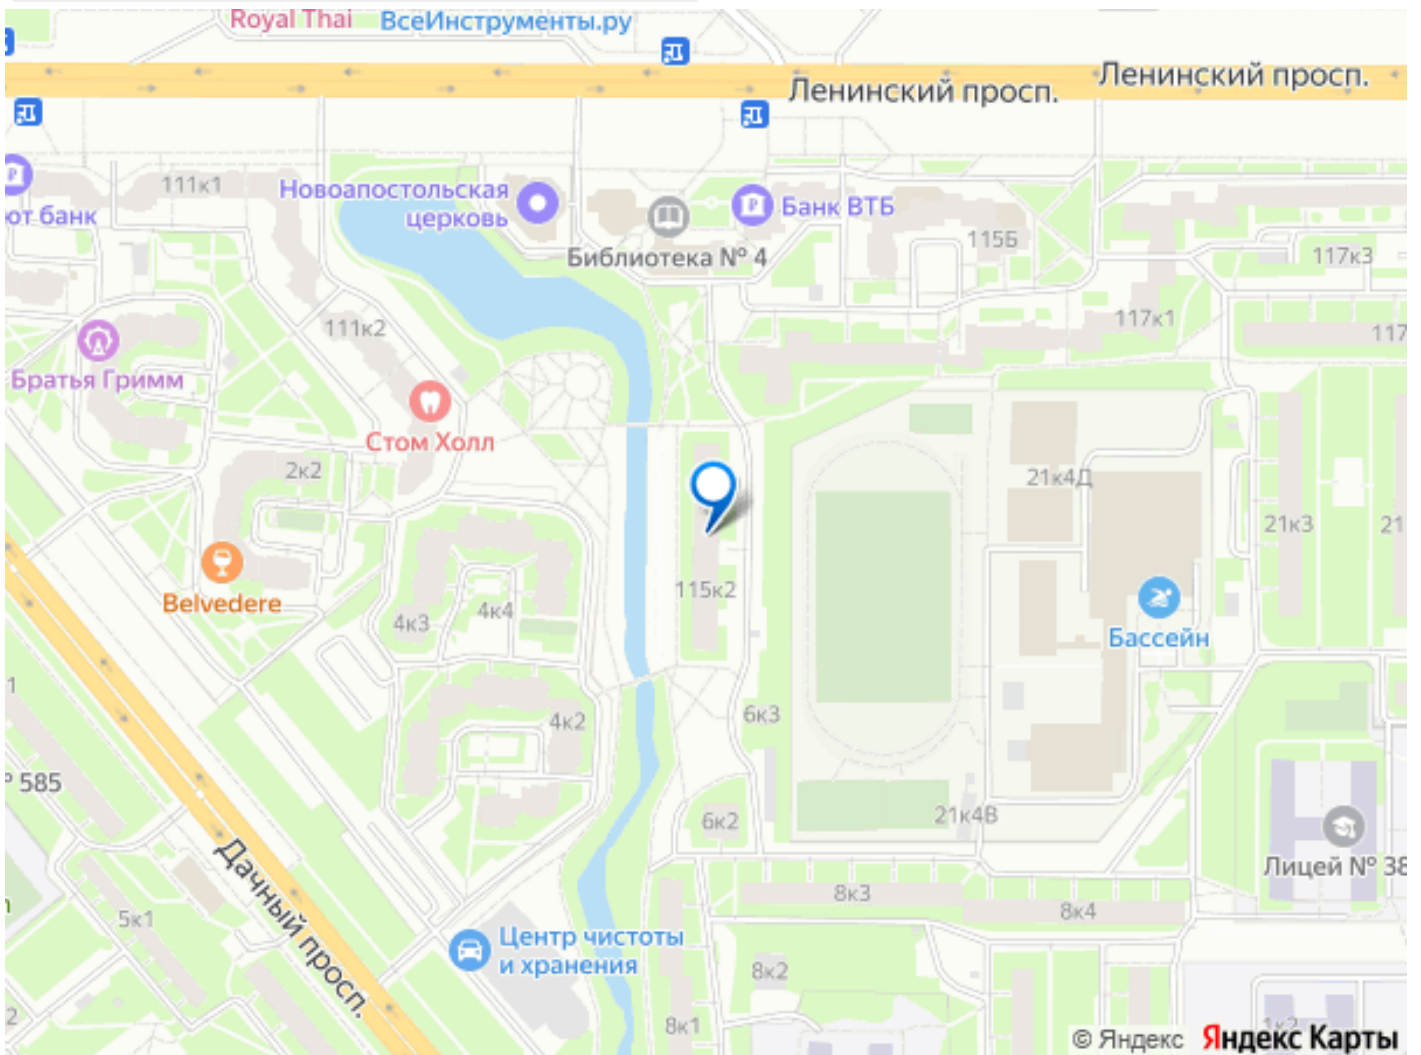 Royal Thai
ВсеИнструменты.ру
Ленинский просп.
Ленинский просп.
111к1
Новоапостольская
церковь
Банк ВТБ
банк
115Б
117к3
Библиотека № 4
111к2
117к1
117
Братья Гримм
Стом Холл
2к2
21к4Д
21к3
21
Belvedere
115к2
4к3
4к4
Бассейн
1
6к3
4к2
№ 585
6к2
21к4В
Лицей № 38
Дачный просп.
8к3
8к4
5к1
Центр чистоты
и хранения
8к2
2
8к1
1к2
© Яндекс Яндекс Карты